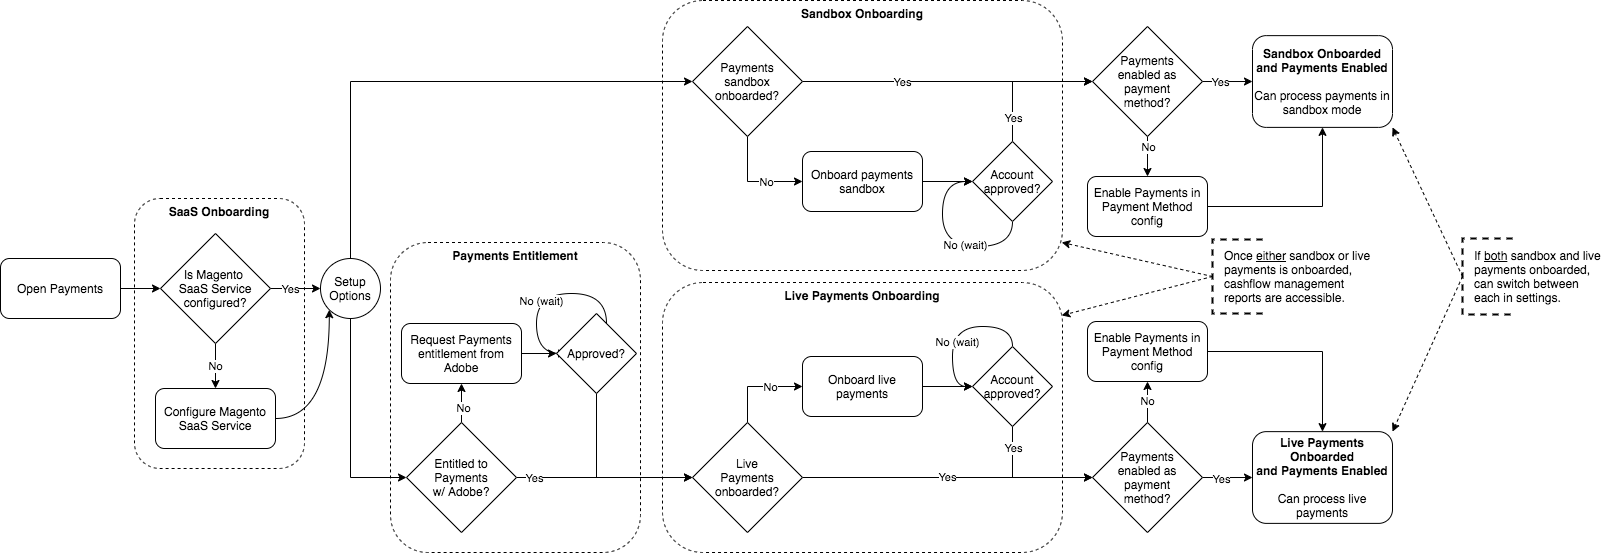 Open Payments
SaaS Onboarding
Is Magento
SaaS Service
configured?
Yes
No
Configure Magento
SaaS Service
Setup
Options
Payments Entitlement
No (wait)
Request Payments
entitlement from
Adobe
Approved?
No
Entitled to
Payments
w/ Adobe?
Yes
Sandbox Onboarding
Payments
sandbox
onboarded?
Yes
No
Onboard payments
sandbox
Account
approved?
Yes
No (wait)
Live Payments Onboarding
No (wait)
No
Onboard live
payments
Account
approved?
Yes
Live
Payments
onboarded?
Yes
Payments
enabled as
payment
method?
Yes
No
Enable Payments in
Payment Method
config
Sandbox Onboarded
and Payments Enabled
Can process payments in
sandbox mode
Once either sandbox or live
payments is onboarded,
cashflow management
reports are accessible.
If both sandbox and live
payments onboarded,
can switch between
each in settings.
Enable Payments in
Payment Method
config
No
Payments
enabled as
payment
method?
Yes
Live Payments
Onboarded
and Payments Enabled
Can process live
payments